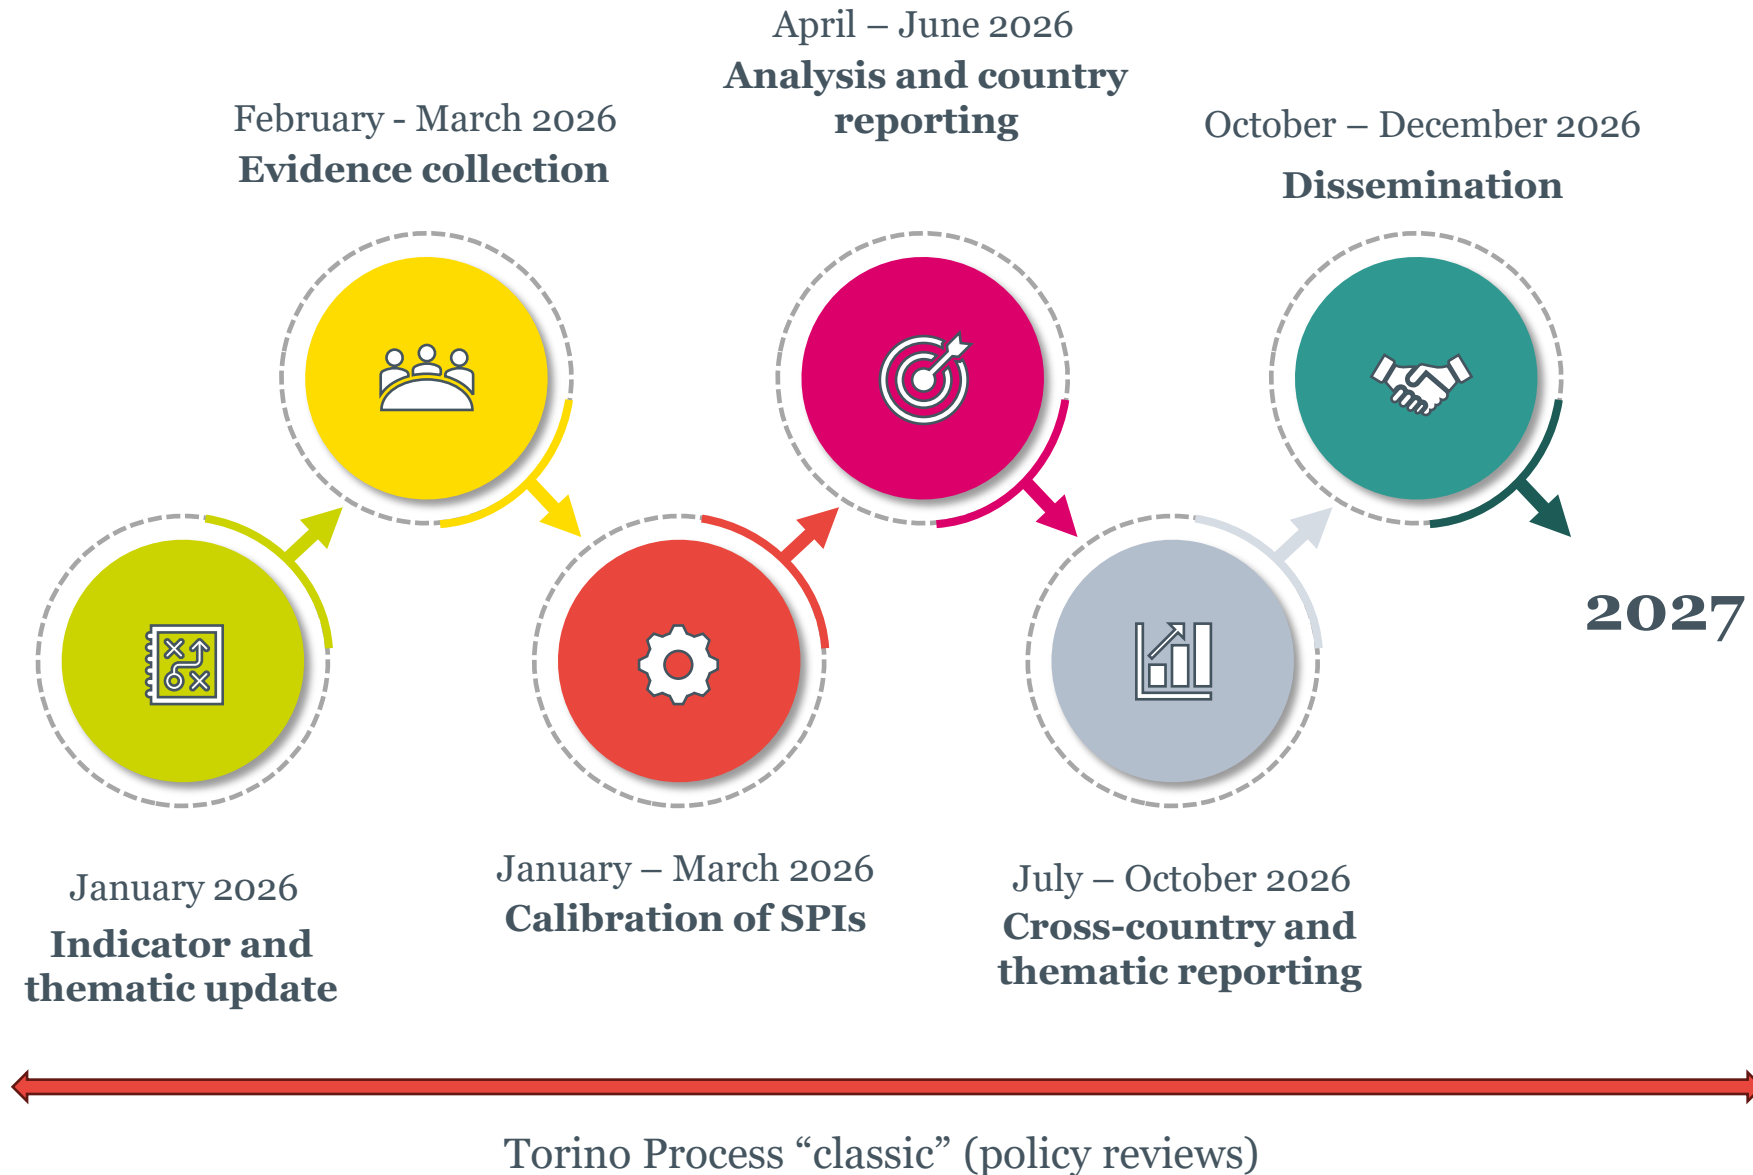 April – June 2026
Analysis and country
reporting
February - March 2026
Evidence collection
October – December 2026
Dissemination
2027
January 2026
Indicator and
thematic update
January – March 2026
Calibration of SPIs
July – October 2026
Cross-country and
thematic reporting
Torino Process “classic” (policy reviews)